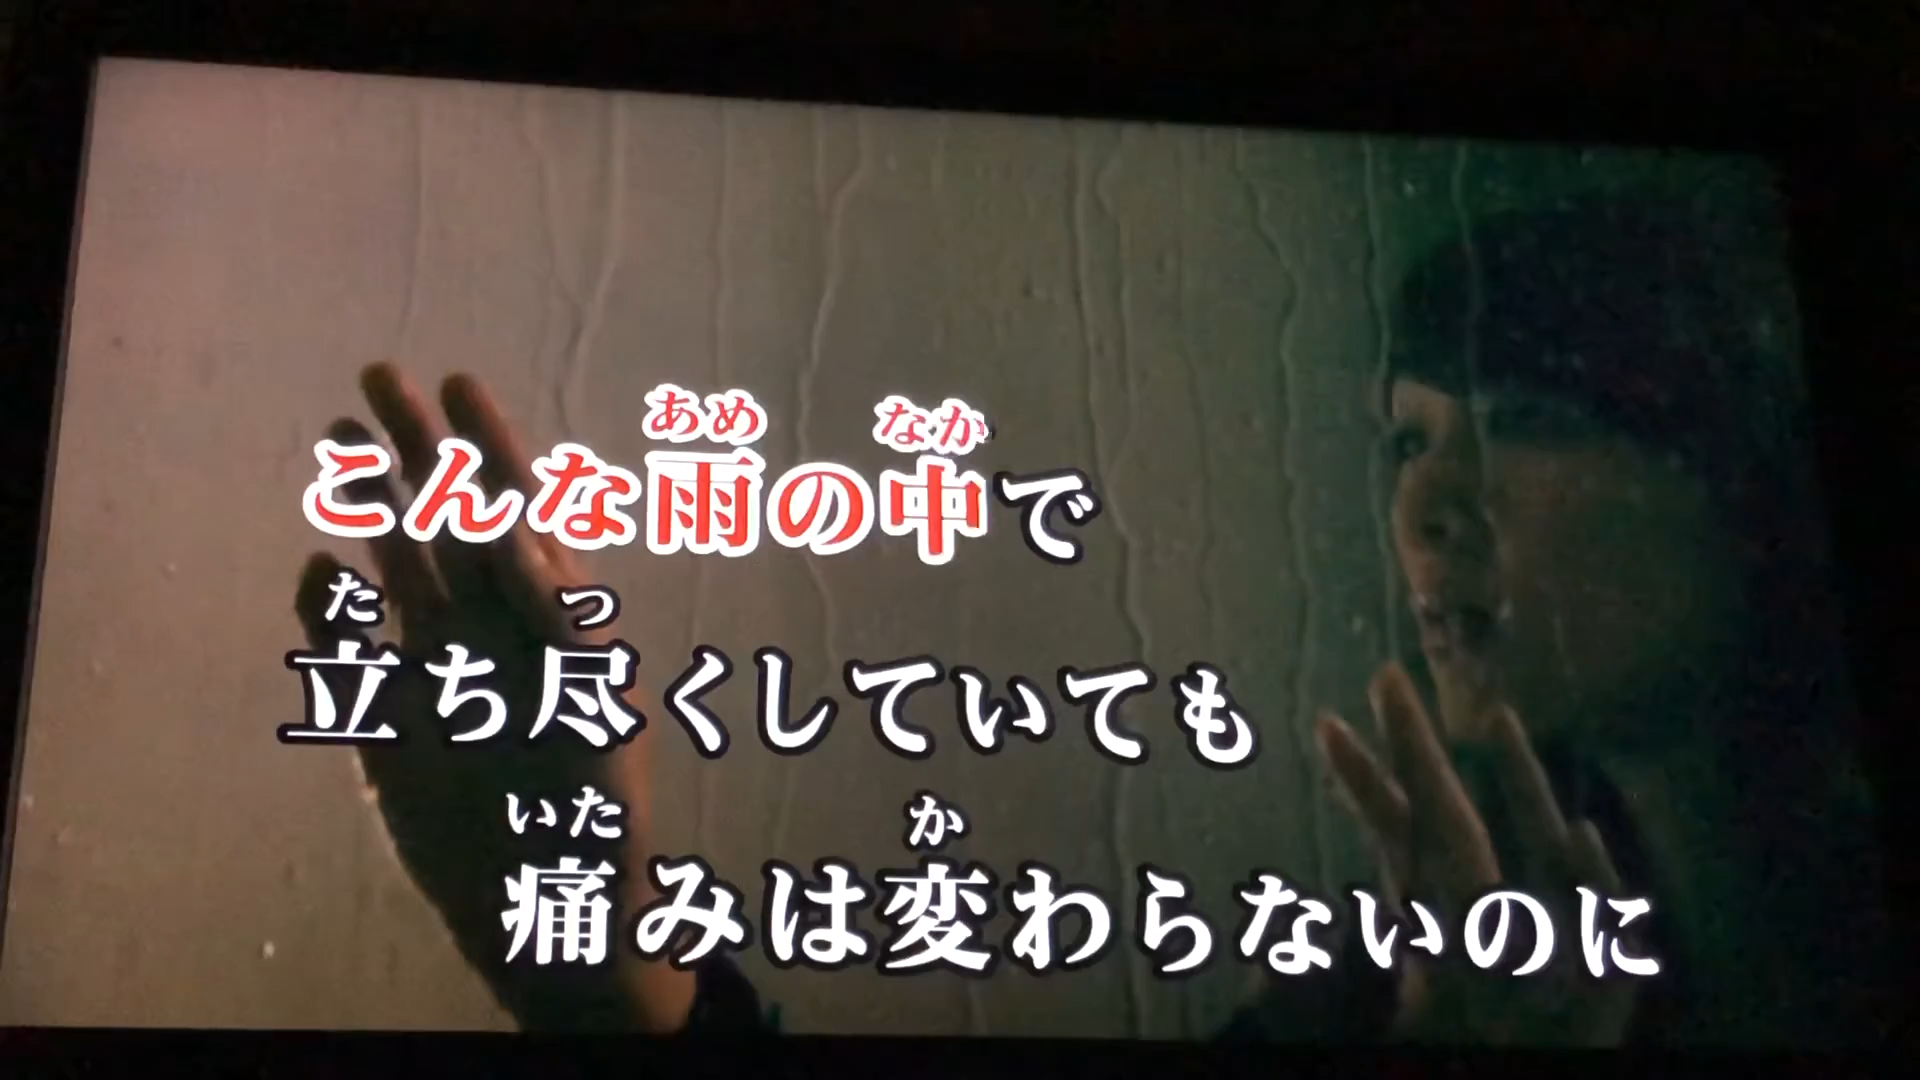 あめ なか
こんな雨の中で
た つ
立ち尽くしていても
いた か
痛みは変わらないのに